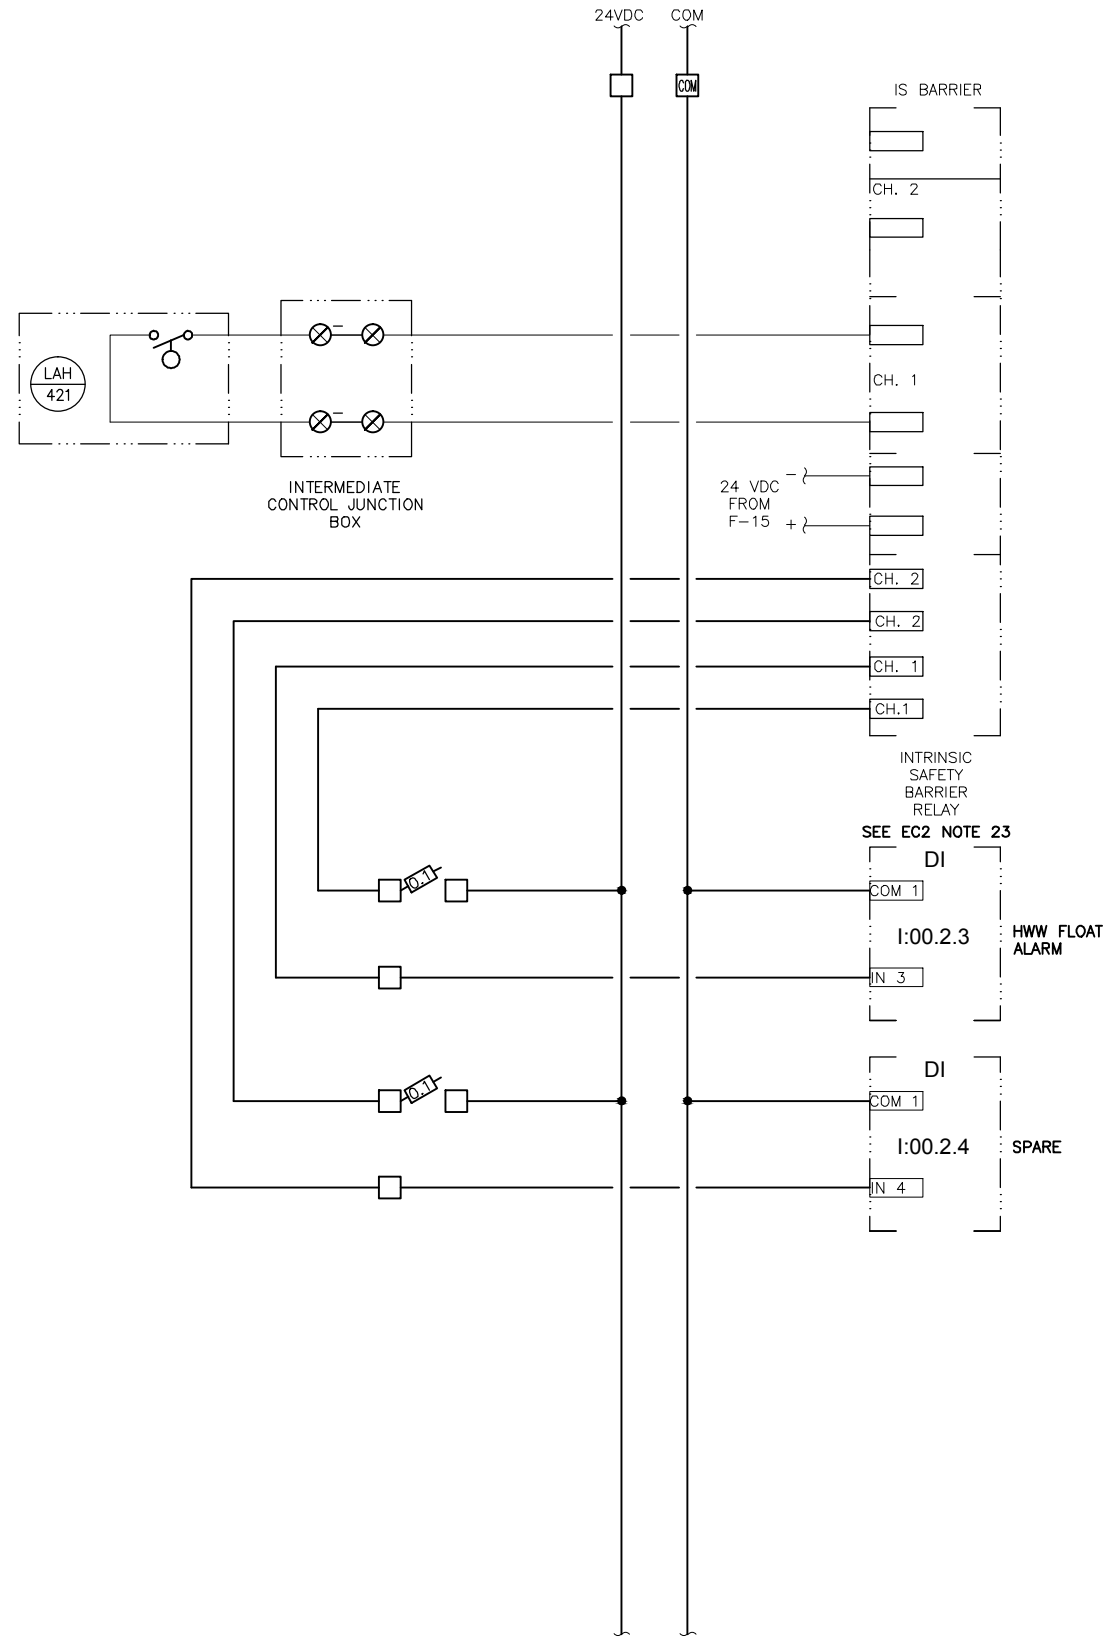 24VDC COM
COM
IS BARRIER
CH. 2
CH. 1
LAH
421
INTERMEDIATE
CONTROL JUNCTION
BOX
24 VDC -
FROM
F-15 +
CH. 2
CH. 2
CH. 1
CH.1
INTRINSIC
SAFETY
BARRIER
RELAY
SEE EC2 NOTE 23
DI
0.1
COM 1
I:00.2.3
HWW FLOAT
ALARM
IN 3
DI
0.1
COM 1
I:00.2.4
SPARE
IN 4